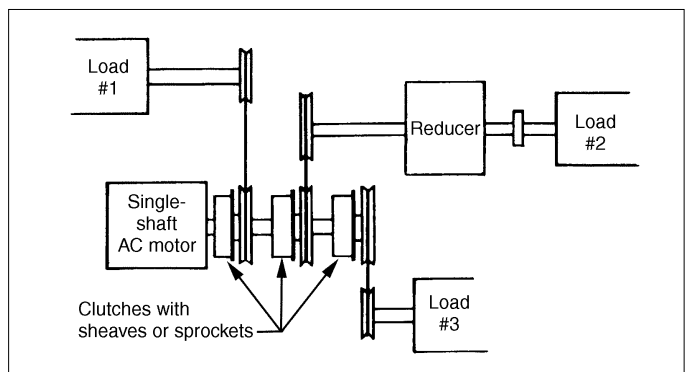 Load
#1
Reducer
Load
#2
Single-
shaft
AC motor
Clutches with
sheaves or sprockets
Load
#3